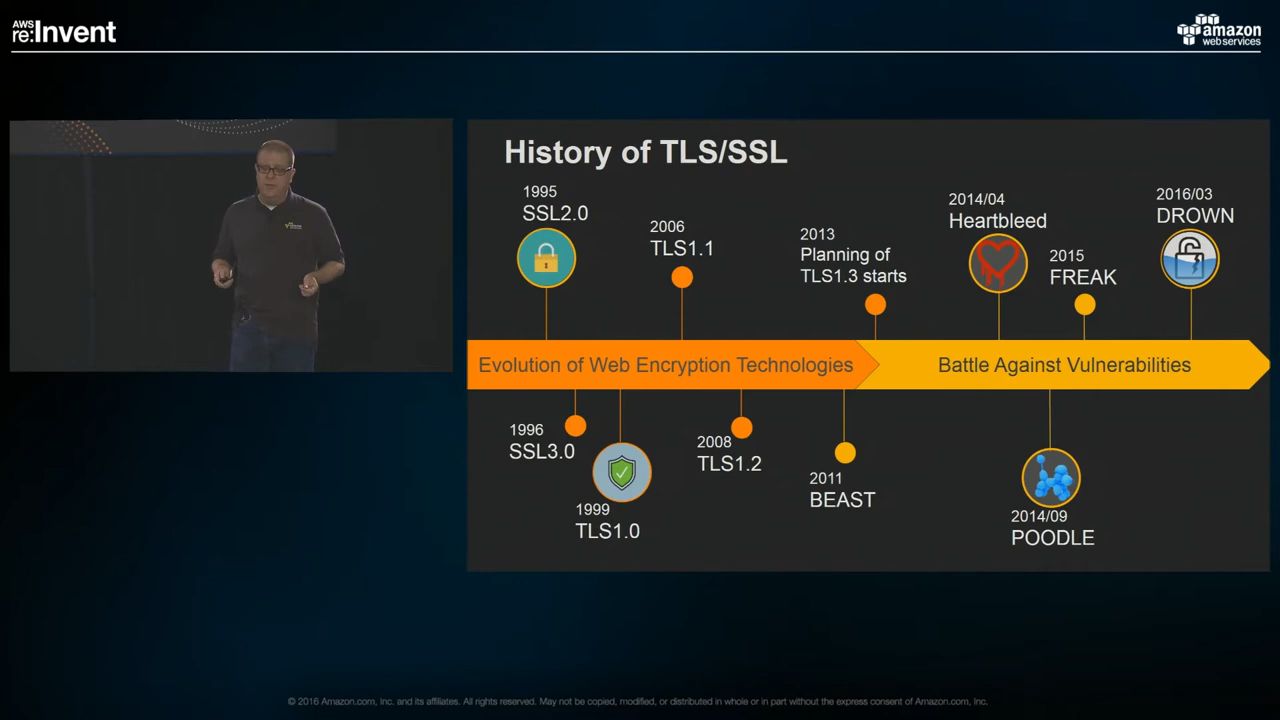 AWS
re:Invent
amazon
web services
History of TLS/SSL
1995
SSL2.0
2006
TLS1.1
2013
Planning of
TLS1.3 starts
2014/04
Heartbleed
2015
FREAK
2016/03
DROWN
Evolution of Web Encryption Technologies
Battle Against Vulnerabilities
1996
SSL3.0
1999
TLS1.0
2008
TLS1.2
2011
BEAST
2014/09
POODLE
© 2016 Amazon.com, Inc. and its affiliates. All rights reserved. May not be copied, modified, or distributed in whole or in part without the express consent of Amazon.com, Inc.